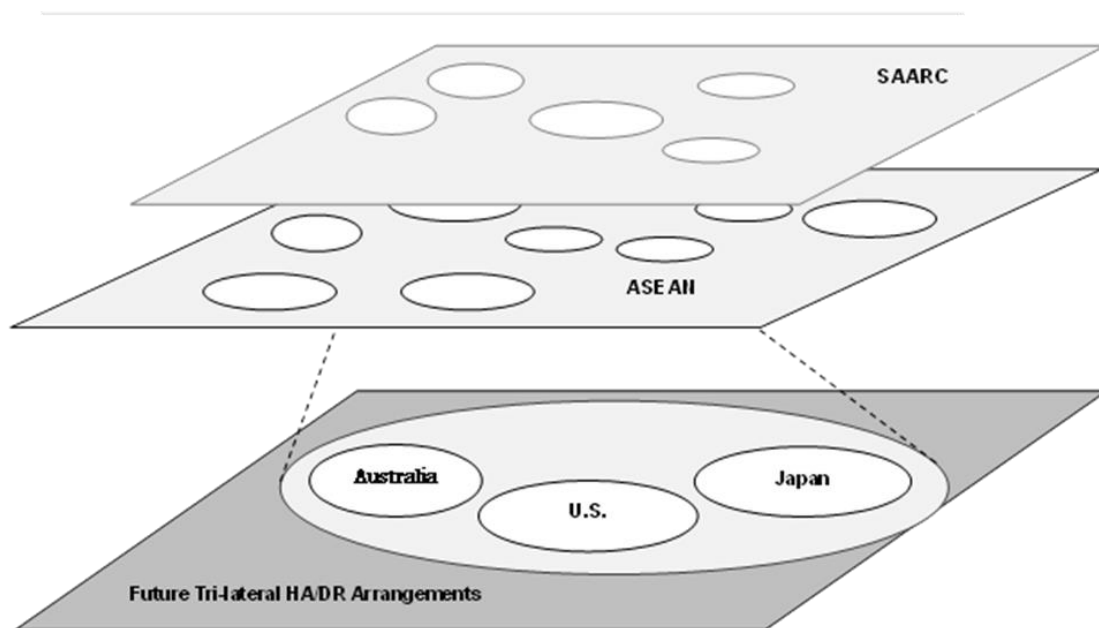 SAARC
ASEAN
Australia
Japan
U.S.
Future Tri-lateral HA/DR Arrangements